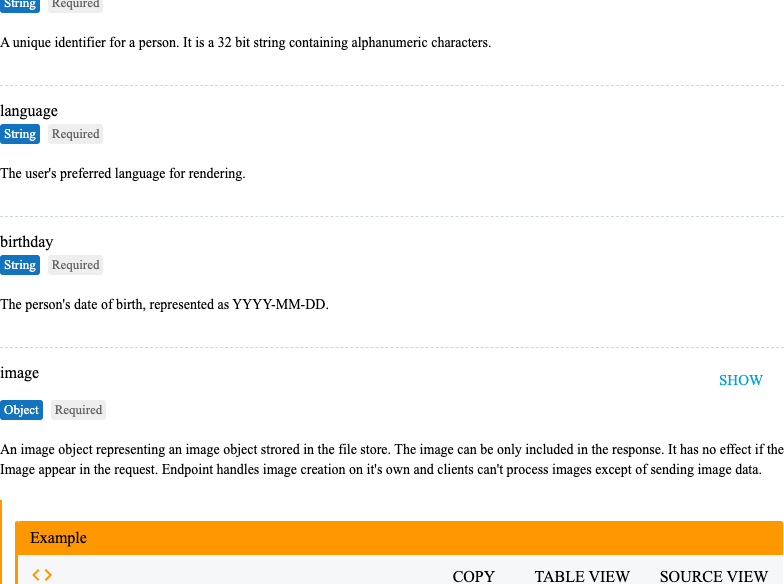 String Required
A unique identifier for a person. It is a 32 bit string containing alphanumeric characters.
language
String Required
The user's preferred language for rendering.
birthday
String Required
The person's date of birth, represented as YYYY-MM-DD.
image
SHOW
Object Required
An image object representing an image object strored in the file store. The image can be only included in the response. It has no effect if the
Image appear in the request. Endpoint handles image creation on it's own and clients can't process images except of sending image data.
Example
COPY TABLE VIEW SOURCE VIEW